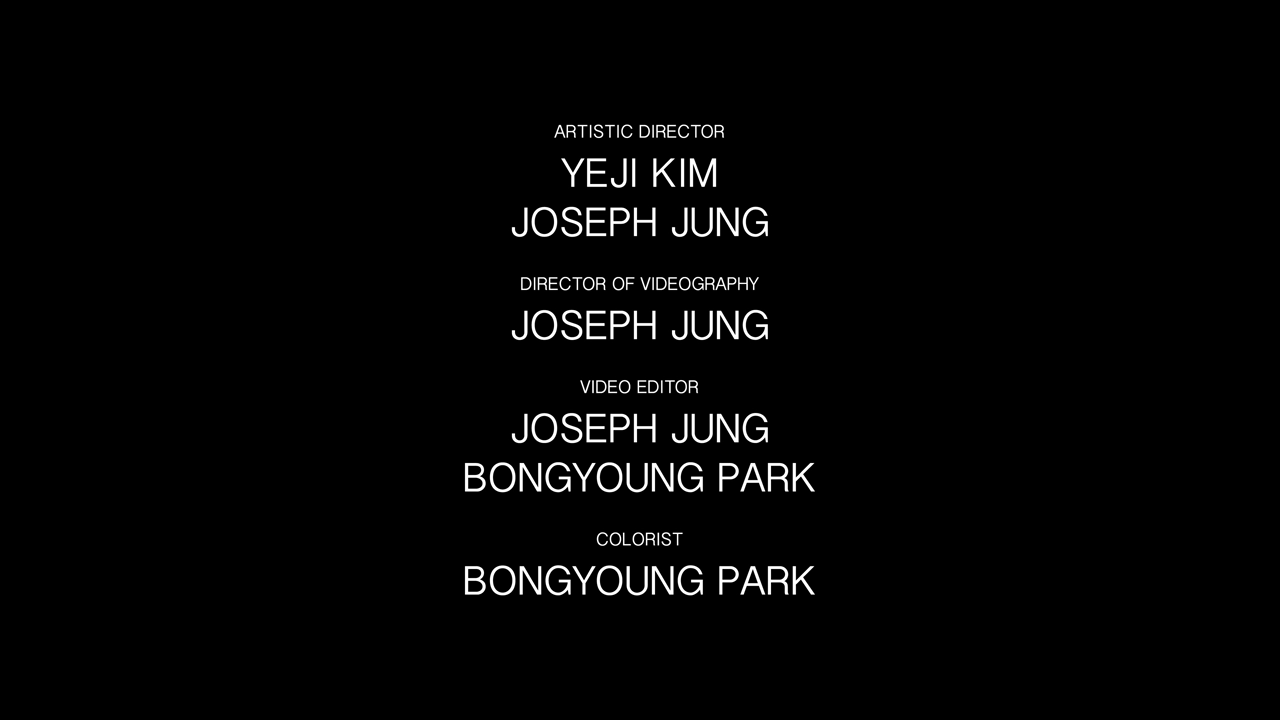 ARTISTIC DIRECTOR
YEJI KIM
JOSEPH JUNG
DIRECTOR OF VIDEOGRAPHY
JOSEPH JUNG
VIDEO EDITOR
JOSEPH JUNG
BONGYOUNG PARK
COLORIST
BONGYOUNG PARK